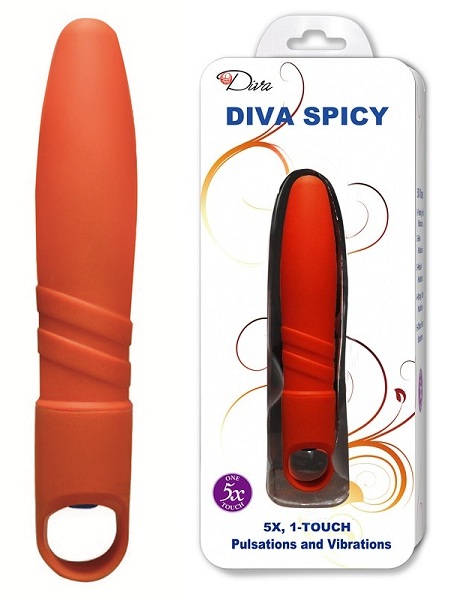 Diva
DIVA SPICY
ONE
5x
TOUCH
5X, 1-TOUCH
Pulsations and Vibrations